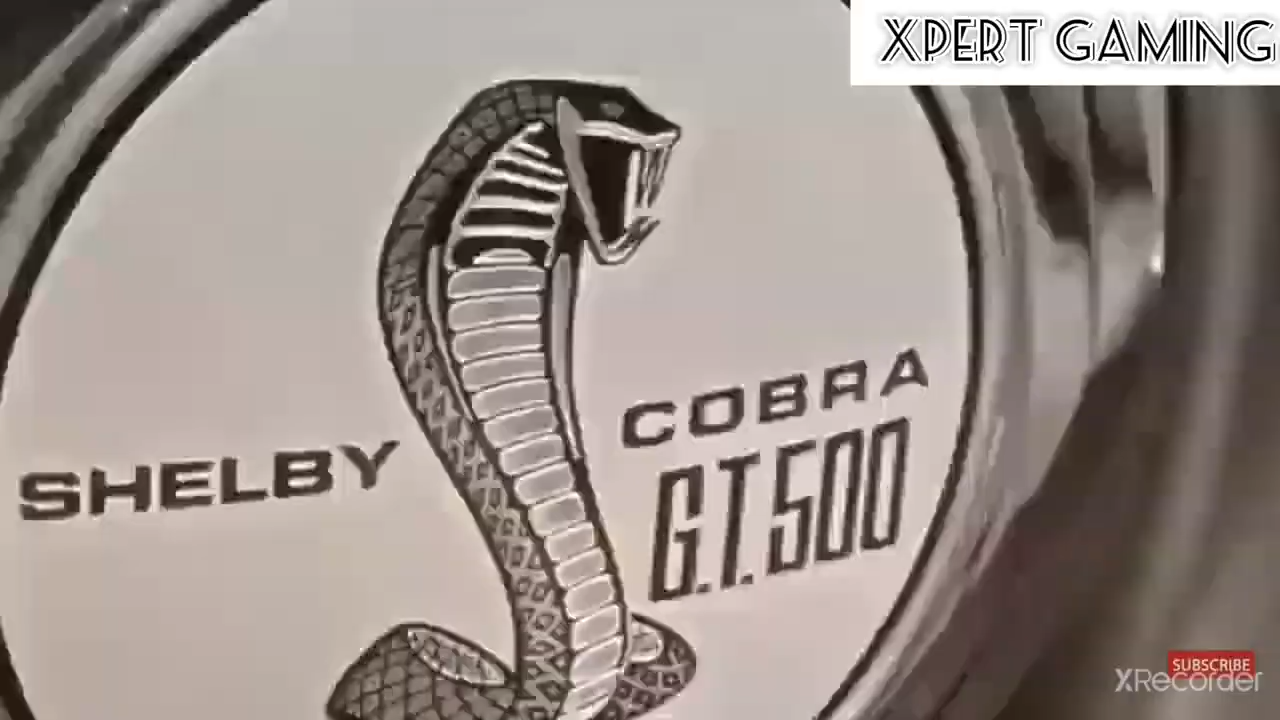 XPERT GAMING
SHELBY
COBRA
G.T.500
SUBSCRIBE
XRecorder